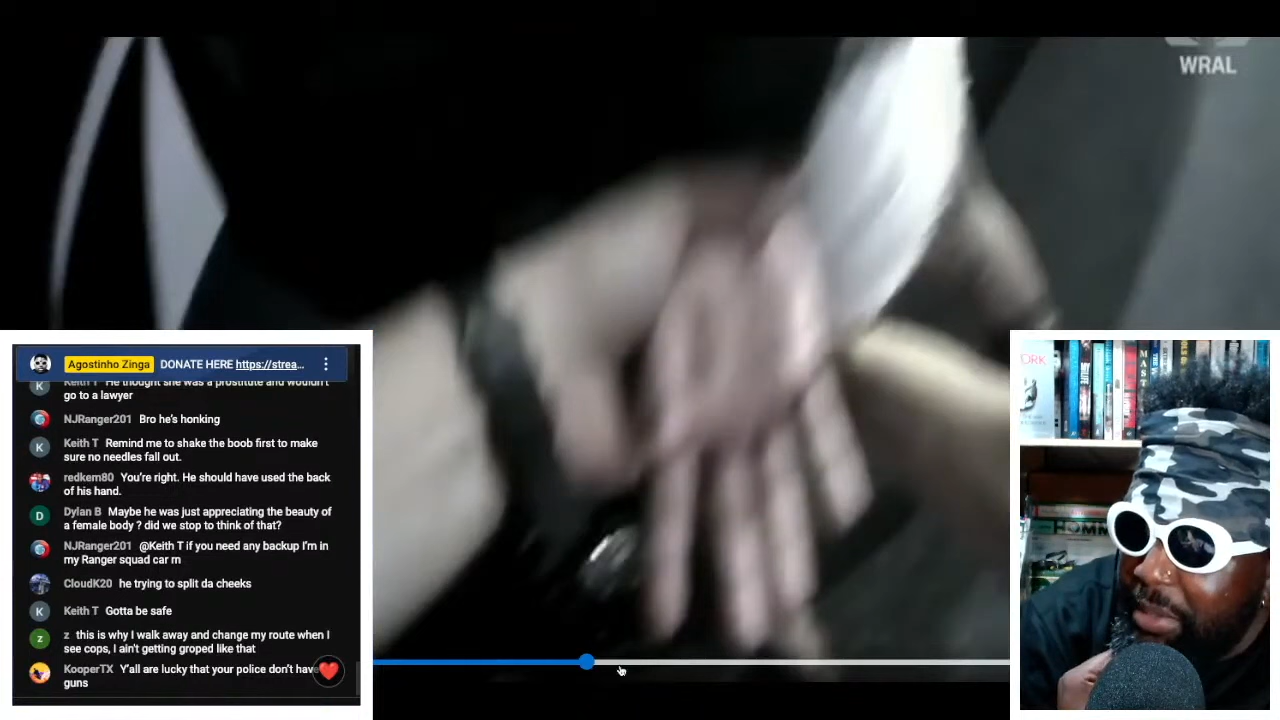 WRAL
Agostinho Zinga DONATE HERE https://strea...
Keith T He thought she was a prostitute and wouldn't
go to a lawyer
NJRanger201 Bro he's honking
Keith T Remind me to shake the boob first to make
sure no needles fall out.
redkem80 You're right. He should have used the back
of his hand.
Dylan B Maybe he was just appreciating the beauty of
a female body ? did we stop to think of that?
NJRanger201 @Keith T if you need any backup I'm in
my Ranger squad car rn
CloudK20 he trying to split da cheeks
Keith T Gotta be safe
z this is why I walk away and change my route when I
see cops, I ain't getting groped like that
KooperTX Y'all are lucky that your police don't have
guns
K
K
D
K
z
ORK
MAST